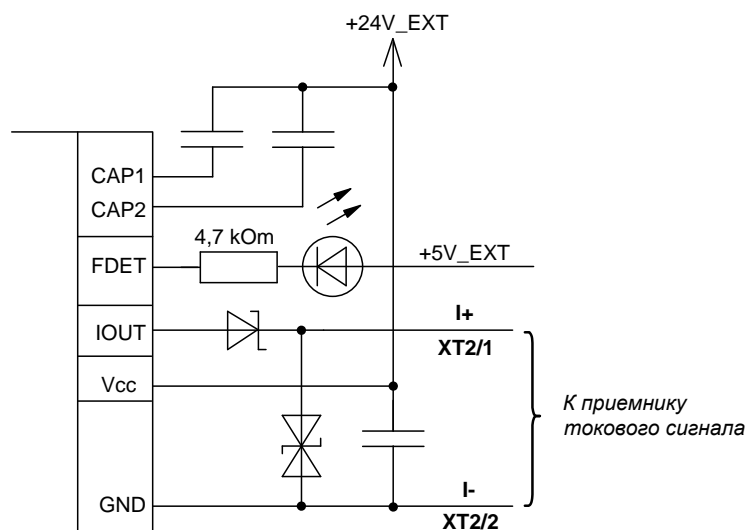 +24V_EXT
CAP1
CAP2
4,7 kOm
FDET
+5V_EXT
IOUT
I+
XT2/1
Vcc
К приемнику
токового сигнала
GND
I-
XT2/2